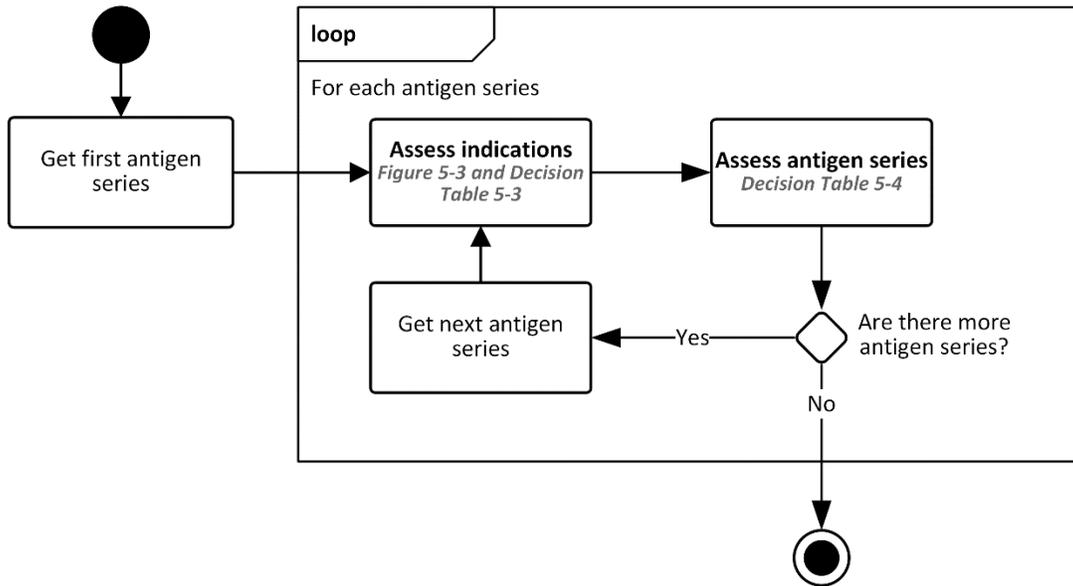 loop
For each antigen series
Get first antigen
series
Assess indications
Figure 5-3 and Decision
Table 5-3
Assess antigen series
Decision Table 5-4
Get next antigen
series
Yes
Are there more
antigen series?
No